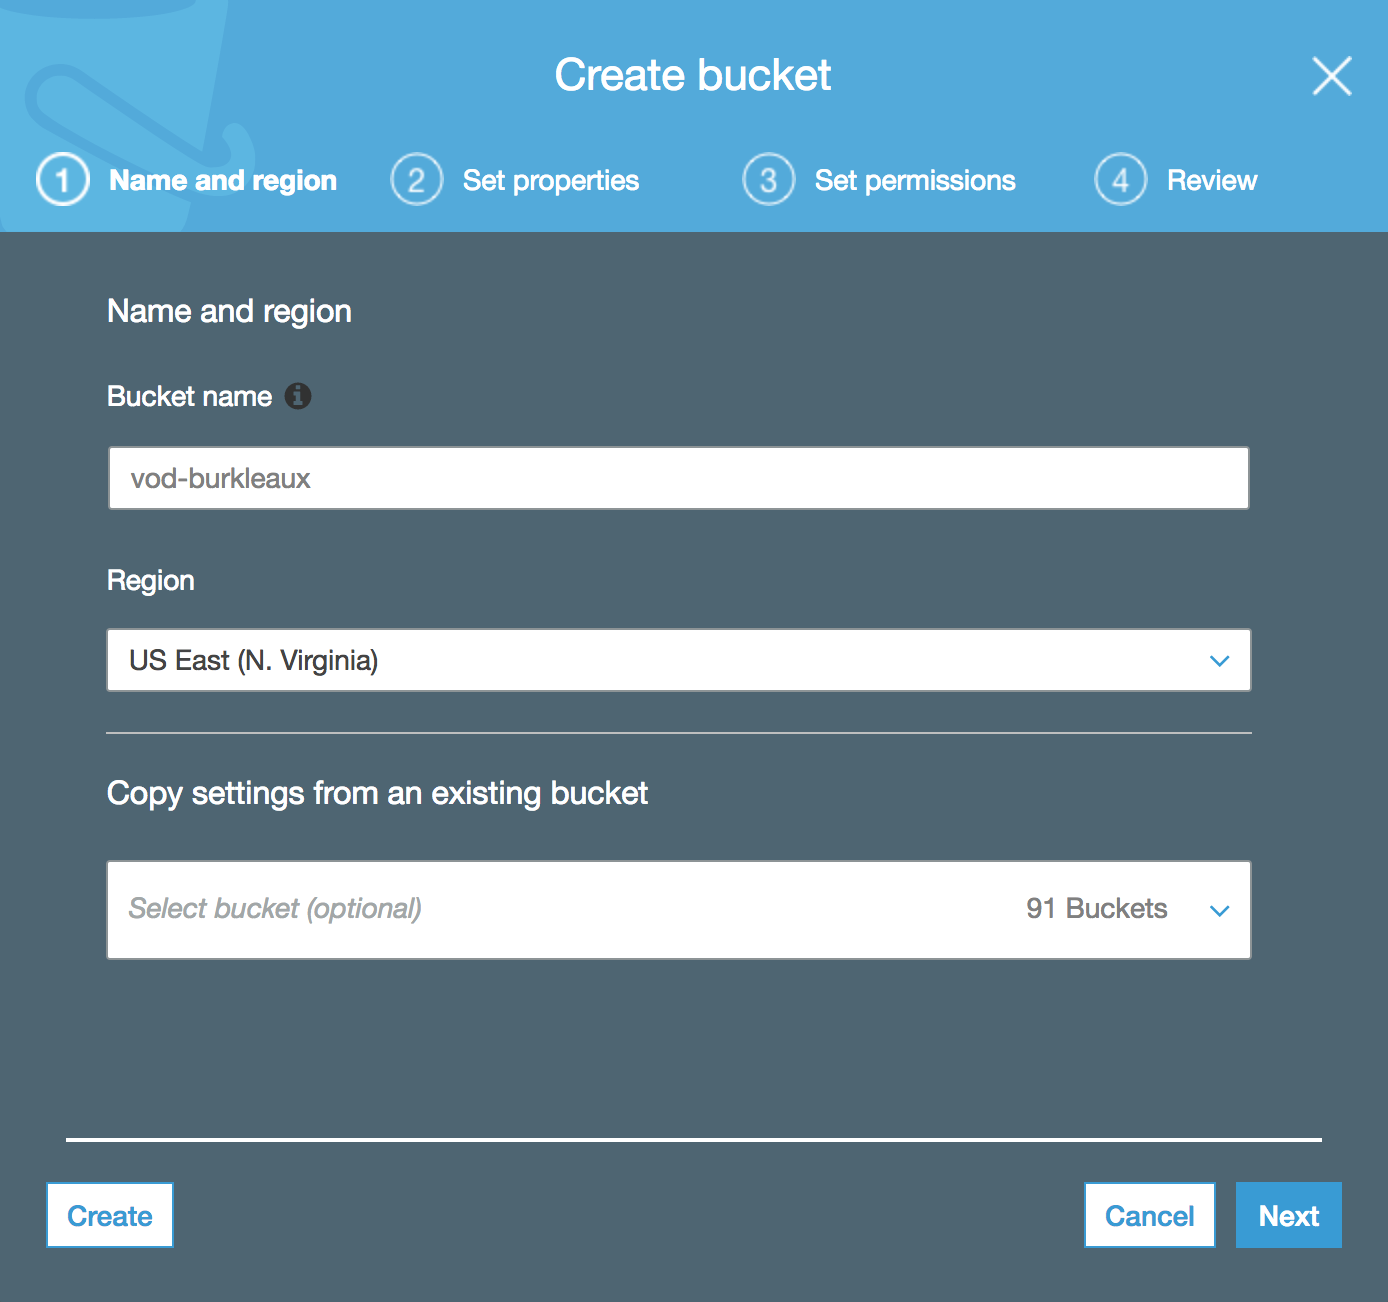 Create bucket
1 Name and region 2 Set properties 3 Set permissions 4 Review
Name and region
Bucket name i
vod-burkleaux
Region
US East (N. Virginia)
Copy settings from an existing bucket
Select bucket (optional) 91 Buckets
Create Cancel Next